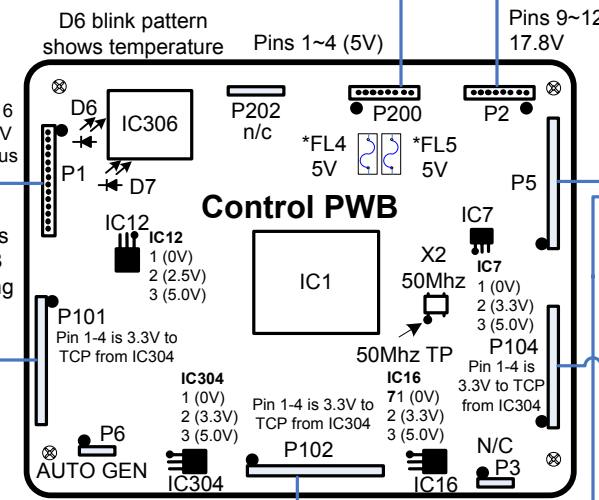 D6 blink pattern
shows temperature
Pins 1~4 (5V)
Pins 9~12
17.8V
6
V
us
D6
IC306
P202
n/c
P200
P2
*FL4
5V
*FL5
5V
P1
D7
P5
Control PWB
IC12
IC12
1 (0V)
2 (2.5V)
3 (5.0V)
IC7
IC7
1 (0V)
2 (3.3V)
3 (5.0V)
s
3
ng
IC1
X2
50Mhz
50Mhz TP
P101
Pin 1-4 is 3.3V to
TCP from IC304
P104
Pin 1-4 is
3.3V to TCP
from IC304
IC304
1 (0V)
2 (3.3V)
3 (5.0V)
Pin 1-4 is 3.3V to
TCP from IC304
IC16
71 (0V)
2 (3.3V)
3 (5.0V)
P6
AUTO GEN
IC304
P102
IC16
N/C
P3